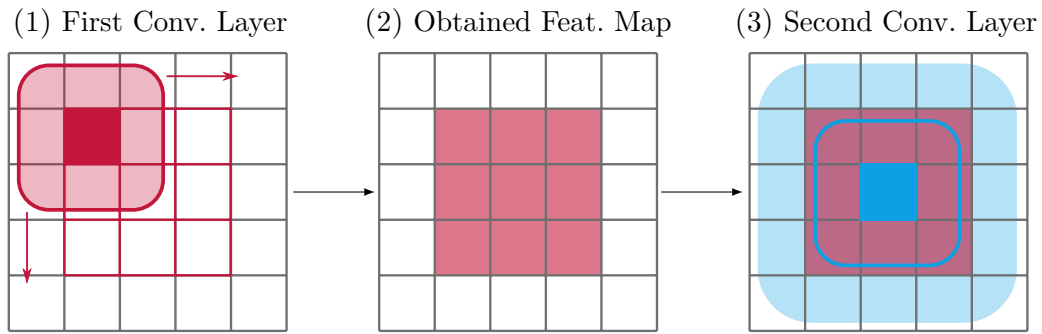 (1) First Conv. Layer
(2) Obtained Feat. Map
(3) Second Conv. Layer